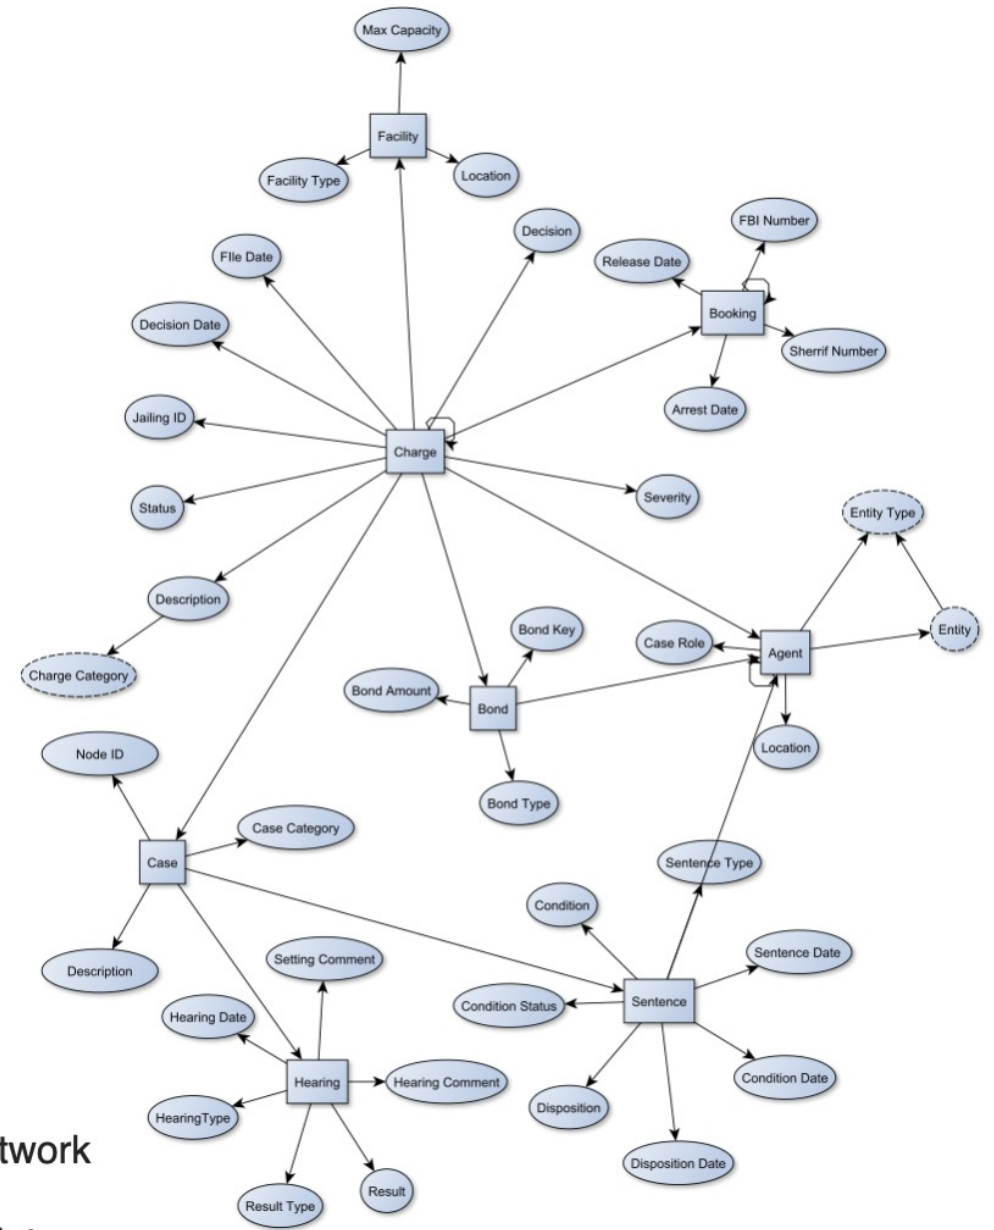 Max Capacity
Facility
Facility Type
Location
Decision
FBI Number
FIle Date
Release Date
Booking
Decision Date
Sherrif Number
Jailing ID
Arrest Date
Charge
Status
Severity
Entity Type
Description
Bond Key
Case Role
Agent
Entity
Charge Category
Bond Amount
Bond
Node ID
Location
Bond Type
Case Category
Case
Sentence Type
Condition
Description
Setting Comment
Sentence Date
Hearing Date
Condition Status
Sentence
Hearing
Hearing Comment
Condition Date
HearingType
Disposition
twork
Disposition Date
Result Type
Result